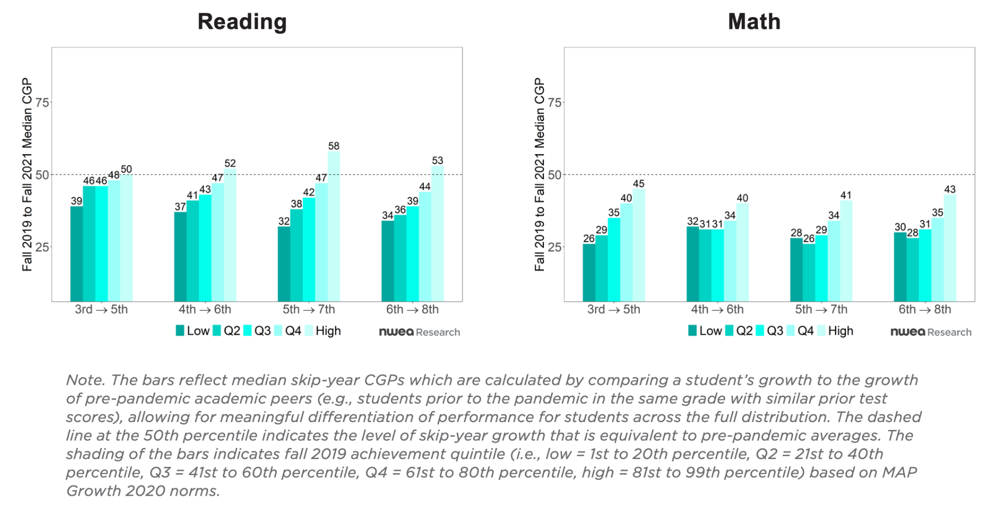 Reading
Fall 2019 to Fall 2021 Median CGP
75
50
25
39
46
46
48
50
37
41
43
47
52
32
38
42
47
58
34
36
39
44
53
3rd → 5th
4th → 6th
5th → 7th
6th → 8th
Low Q2 Q3 Q4 High
nwea Research
Math
Fall 2019 to Fall 2021 Median CGP
75
50
25
26
29
35
40
45
32
31
31
34
40
28
26
29
34
41
30
28
31
35
43
3rd → 5th
4th → 6th
5th → 7th
6th → 8th
Low Q2 Q3 Q4 High
nwea Research
Note. The bars reflect median skip-year CGPs which are calculated by comparing a student’s growth to the growth
of pre-pandemic academic peers (e.g., students prior to the pandemic in the same grade with similar prior test
scores), allowing for meaningful differentiation of performance for students across the full distribution. The dashed
line at the 50th percentile indicates the level of skip-year growth that is equivalent to pre-pandemic averages. The
shading of the bars indicates fall 2019 achievement quintile (i.e., low = 1st to 20th percentile, Q2 = 21st to 40th
percentile, Q3 = 41st to 60th percentile, Q4 = 61st to 80th percentile, high = 81st to 99th percentile) based on MAP
Growth 2020 norms.